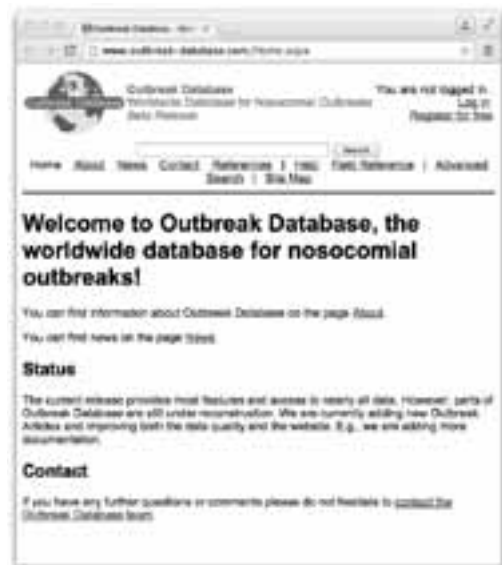 Outbreak Database
www.outbreak-database.com/Home.aspx
Outbreak Database
Worldwide Database for Nosocomial Outbreaks
Beta Release
You are not logged in.
Log in
Register for free
Search
Home About News Contact References | Help Field Reference | Advanced
Search | Site Map
Welcome to Outbreak Database, the
worldwide database for nosocomial
outbreaks!
You can find information about Outbreak Database on the page About.
You can find news on the page News.
Status
The current release provides most features and access to nearly all data. However, parts of
Outbreak Database are still under reconstruction. We are currently adding new Outbreak
Articles and improving both the data quality and the website. E.g., we are adding more
documentation.
Contact
If you have any further questions or comments please do not hesitate to contact the
Outbreak Database team.